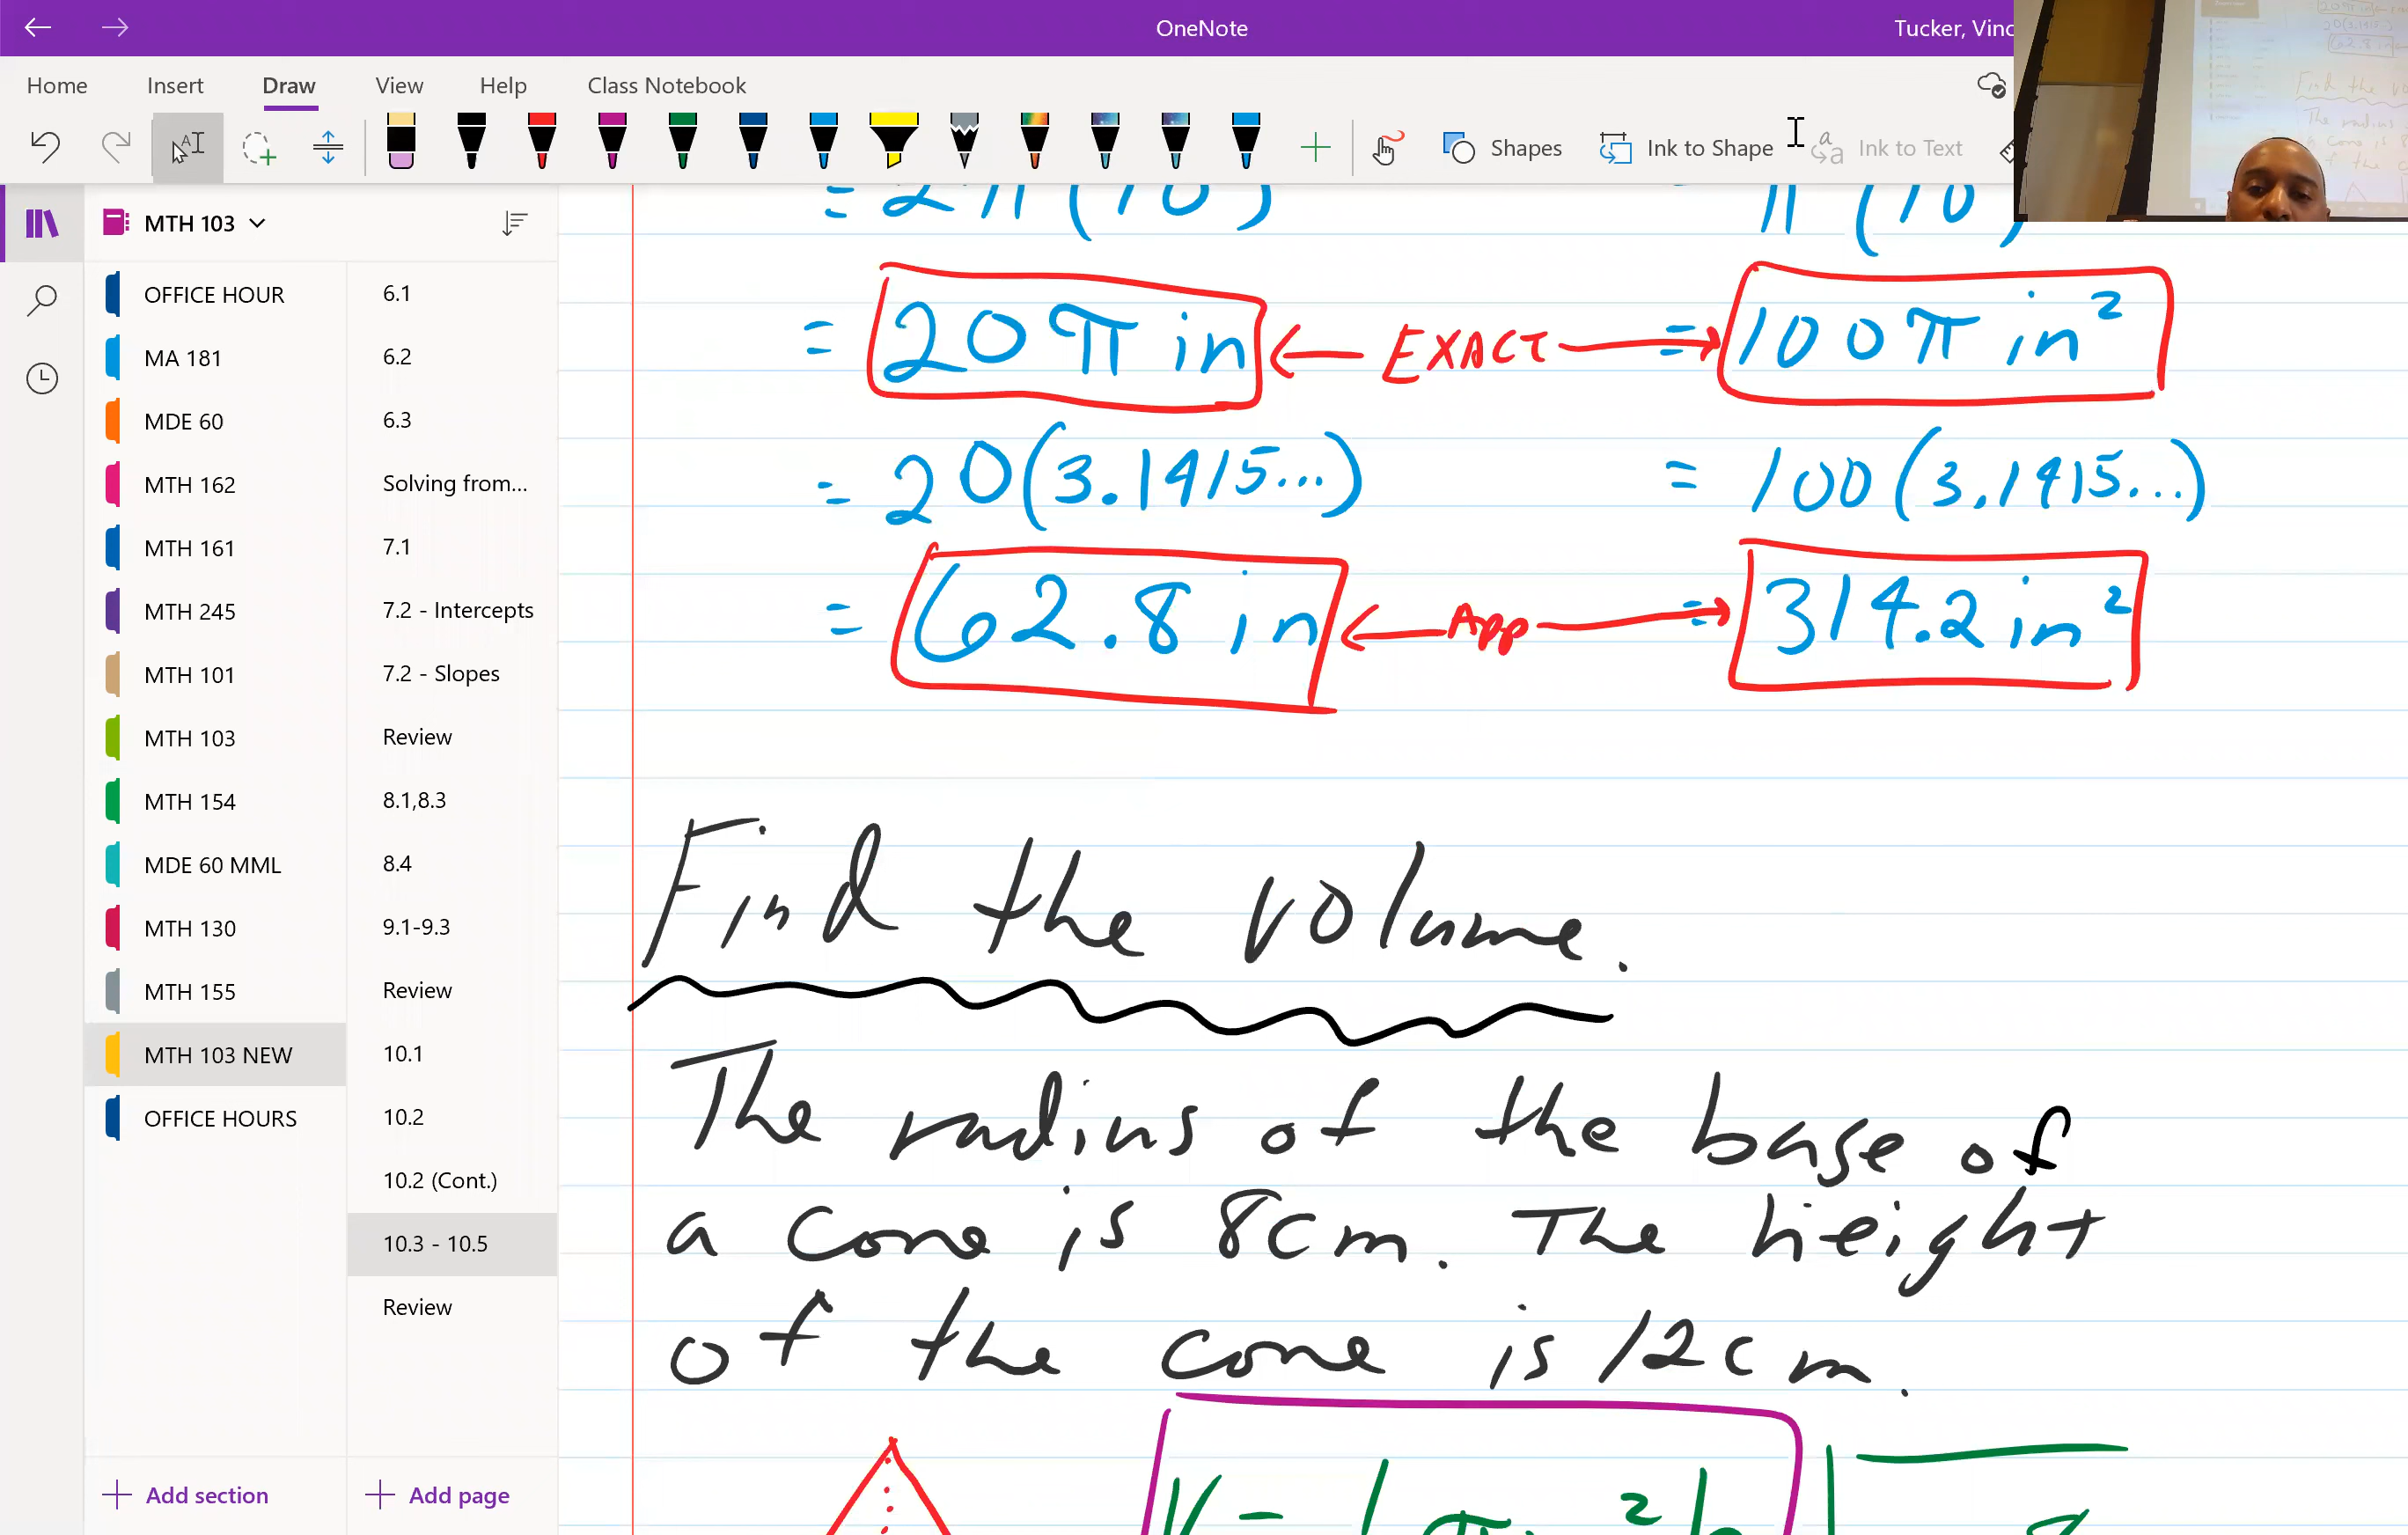 OneNote
Tucker, Vinc
Home Insert Draw View Help Class Notebook
Shapes Ink to Shape Ink to Text
MTH 103
OFFICE HOUR
MA 181
MDE 60
MTH 162
MTH 161
MTH 245
MTH 101
MTH 103
MTH 154
MDE 60 MML
MTH 130
MTH 155
MTH 103 NEW
OFFICE HOURS
Add section
6.1
6.2
6.3
Solving from...
7.1
7.2 - Intercepts
7.2 - Slopes
Review
8.1,8.3
8.4
9.1-9.3
Review
10.1
10.2
10.2 (Cont.)
10.3 - 10.5
Review
Add page
= 2π(10) = π(10)
= 20π in ← EXACT → = 100π in²
= 20(3.1415...) = 100(3.1415...)
= 62.8 in ← App → = 314.2 in²
Find the volume.
The radius of the base of
a cone is 8cm. The height
of the cone is 12cm.